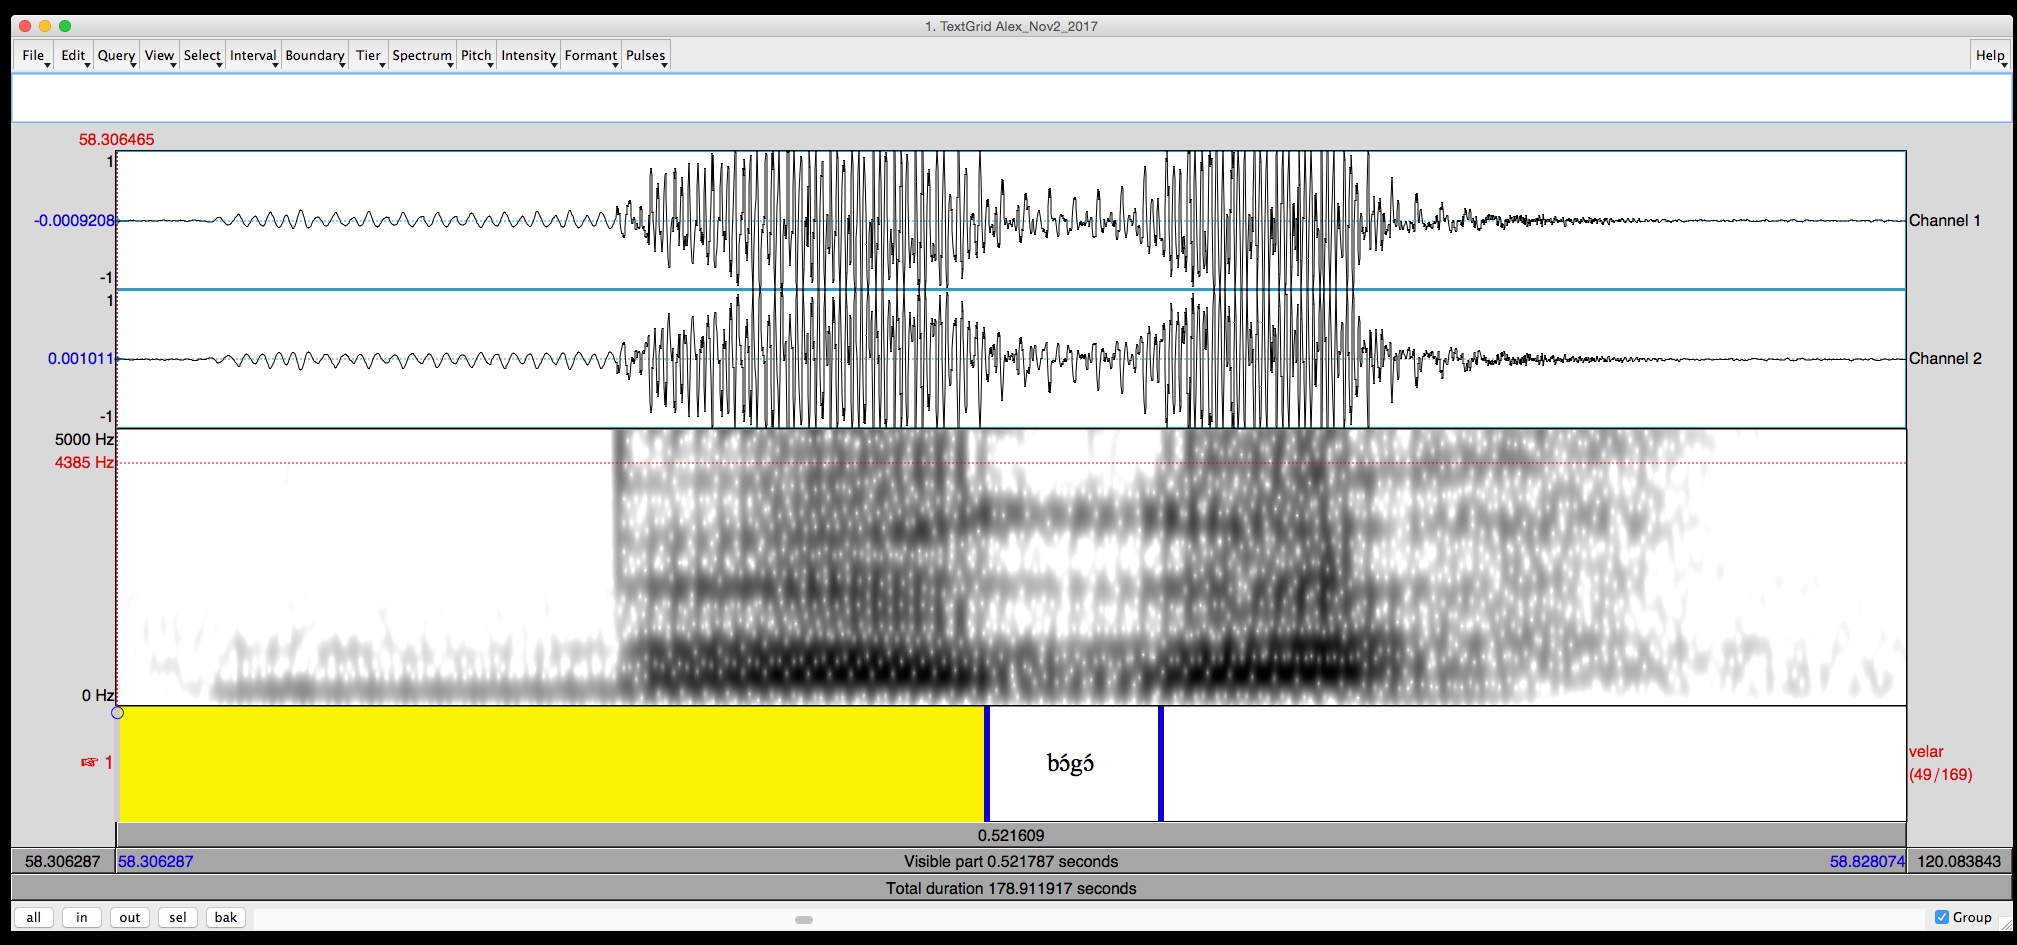 1. TextGrid Alex_Nov2_2017
File Edit Query View Select Interval Boundary Tier Spectrum Pitch Intensity Formant Pulses Help
58.306465
1
-0.0009208 Channel 1
-1
1
0.001011 Channel 2
-1
5000 Hz
4385 Hz
0 Hz
☞ 1 bɔ́gɔ́ velar
(49/169)
0.521609
58.306287 58.306287 Visible part 0.521787 seconds 58.828074 120.083843
Total duration 178.911917 seconds
all in out sel bak Group